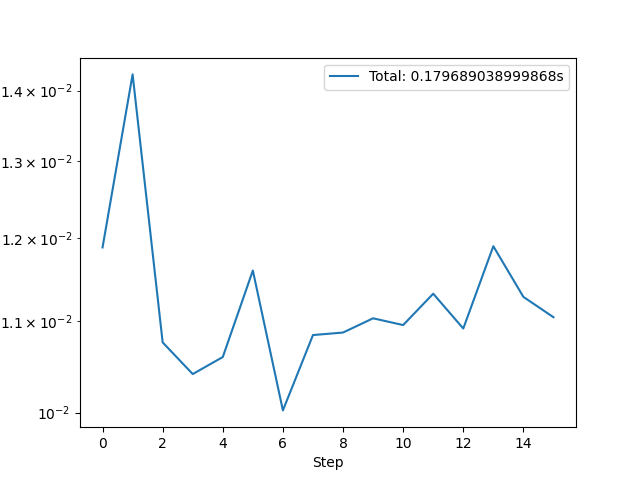 Total: 0.179689038999868s
1.4 × 10⁻²
1.3 × 10⁻²
1.2 × 10⁻²
1.1 × 10⁻²
10⁻²
0 2 4 6 8 10 12 14
Step